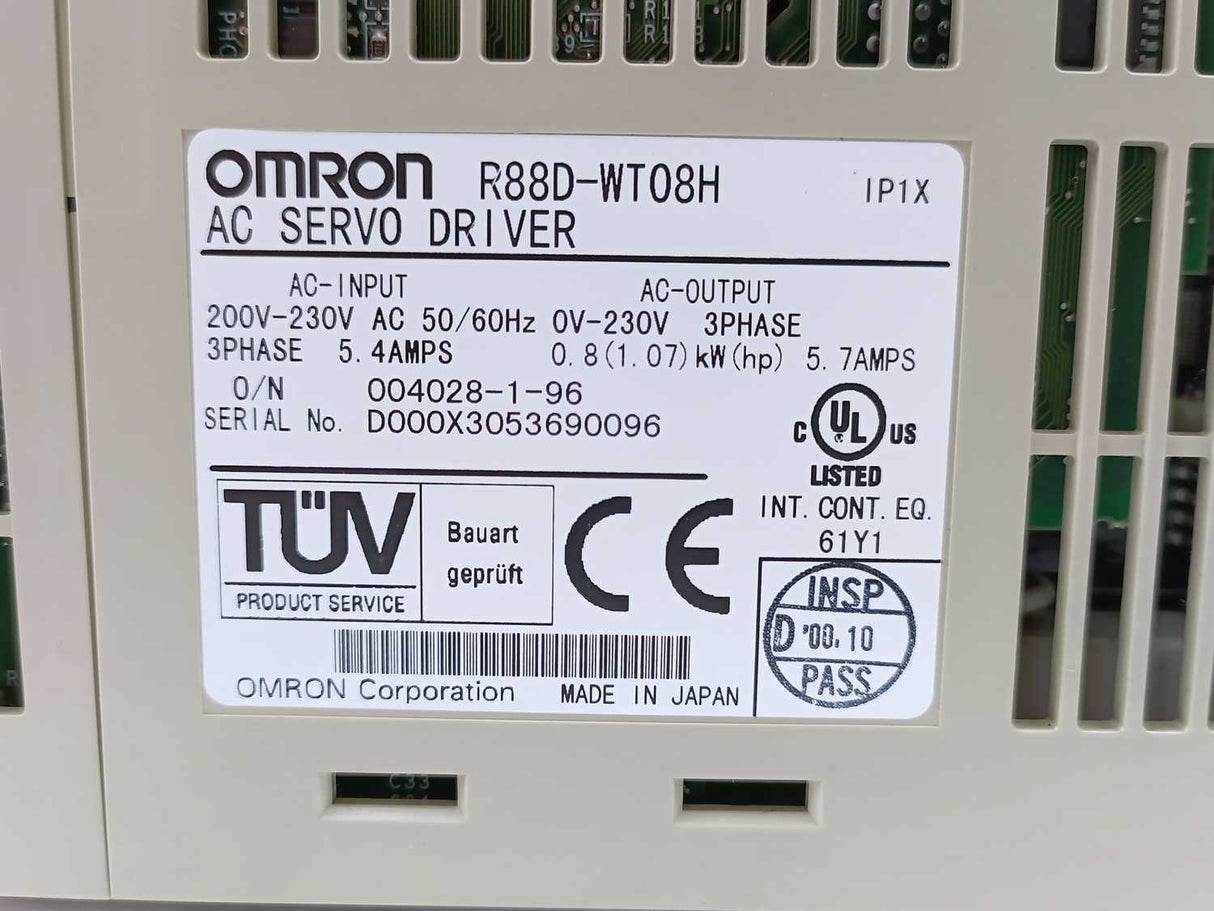 OMRON R88D-WT08H IP1X
AC SERVO DRIVER
AC-INPUT AC-OUTPUT
200V-230V AC 50/60Hz 0V-230V 3PHASE
3PHASE 5.4AMPS 0.8(1.07)kW(hp) 5.7AMPS
O/N 004028-1-96
SERIAL No. D000X3053690096
C UL US
LISTED
INT. CONT. EQ.
61Y1
TÜV
PRODUCT SERVICE
Bauart
geprüft
CE
INSP
D '00.10
PASS
OMRON Corporation MADE IN JAPAN
C33